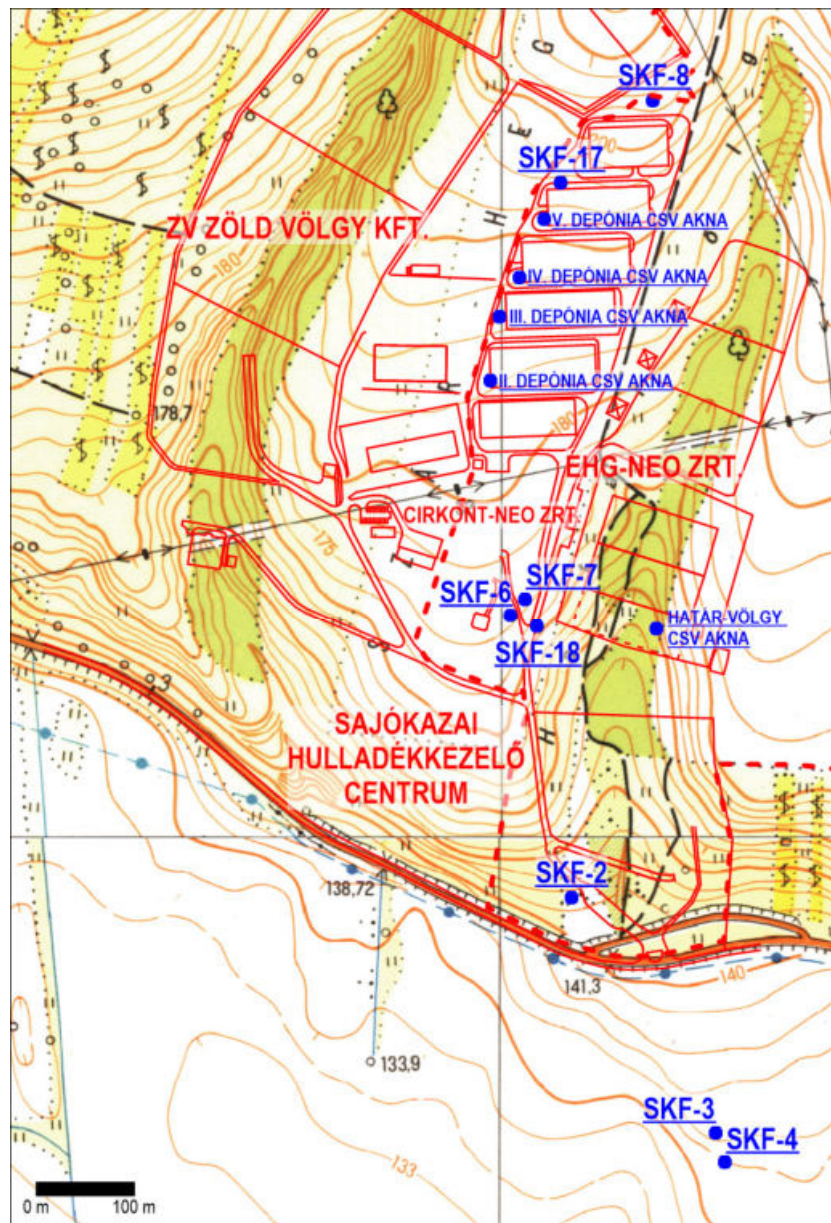 G
SKF-8
220
E
SKF-17
H
V. DEPÓNIA CSV AKNA
ZV ZÖLD VÖLGY KFT.
180
IV. DEPÓNIA CSV AKNA
III. DEPÓNIA CSV AKNA
R
II. DEPÓNIA CSV AKNA
178,7
180
A
EHG-NEO ZRT.
CIRKONT-NEO ZRT.
175
Z
SKF-7
SKF-6
HATÁR-VÖLGY
CSV AKNA
SKF-18
S
H
SAJÓKAZAI
HULLADÉKKEZELŐ
CENTRUM
138,72
SKF-2
141,3
140
133,9
SKF-3
SKF-4
133
0 m 100 m